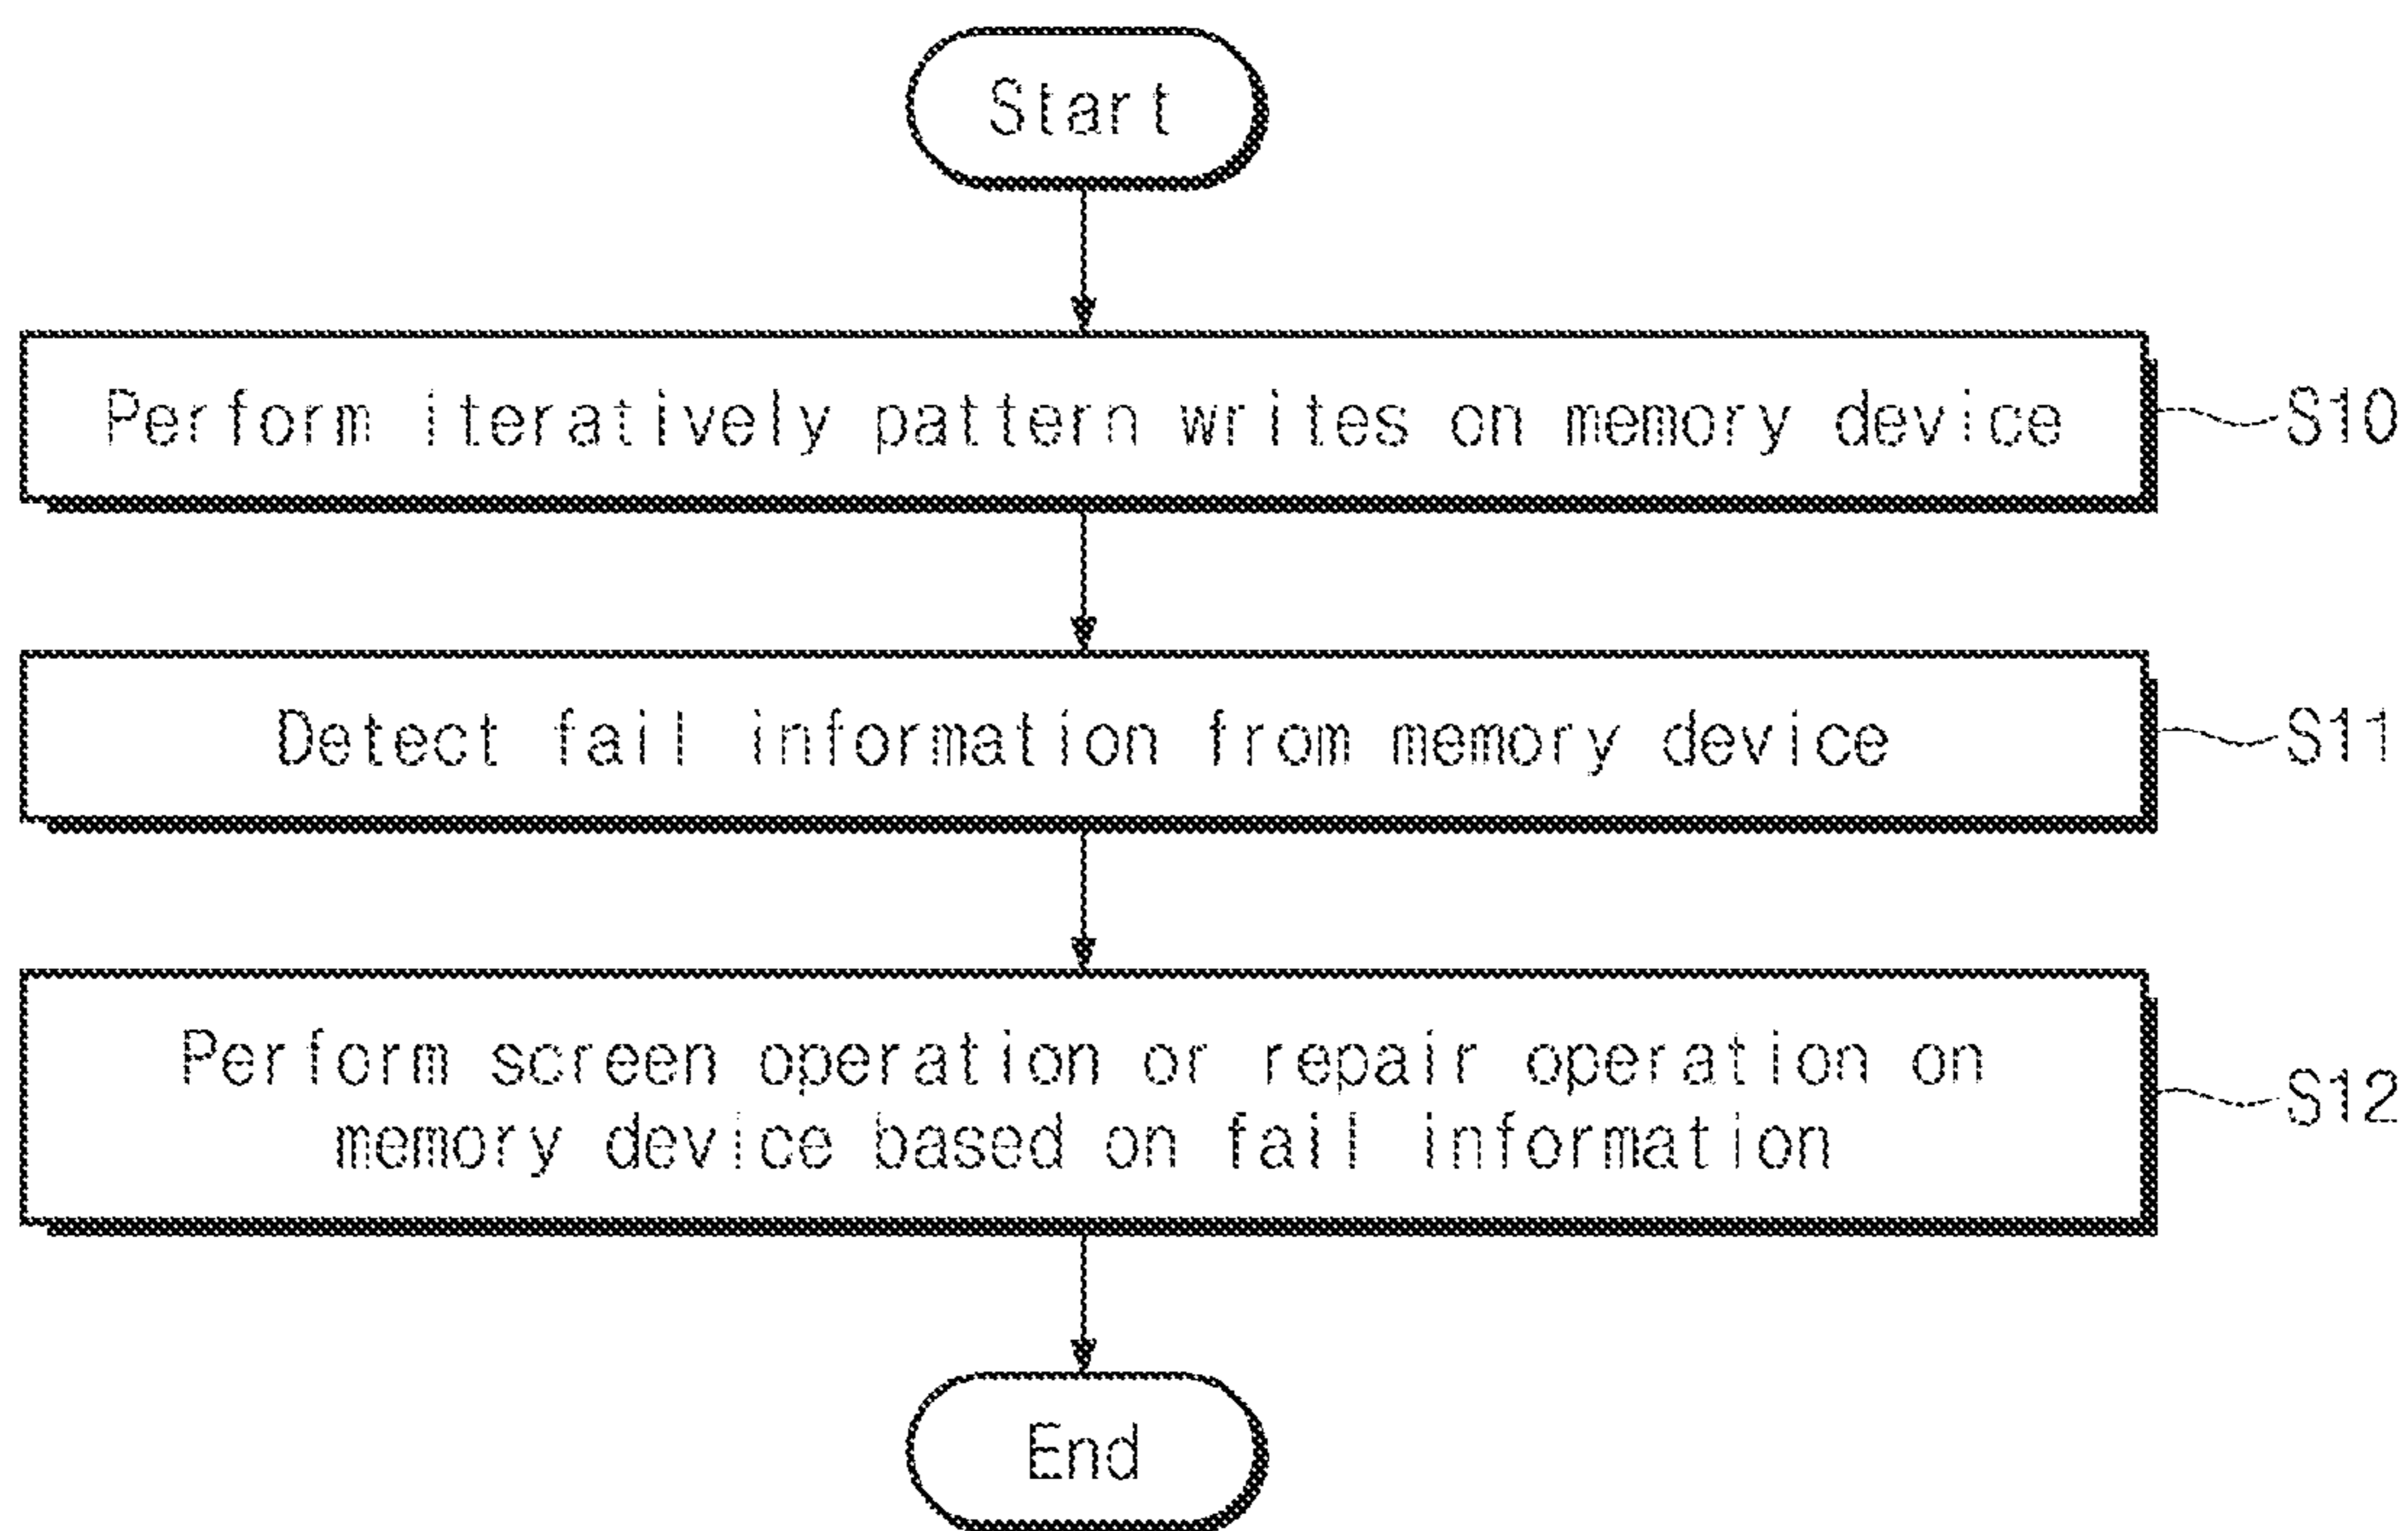 Start
Perform iteratively pattern writes on memory device
S10
Detect fail information from memory device
S11
Perform screen operation or repair operation on
memory device based on fail information
S12
End